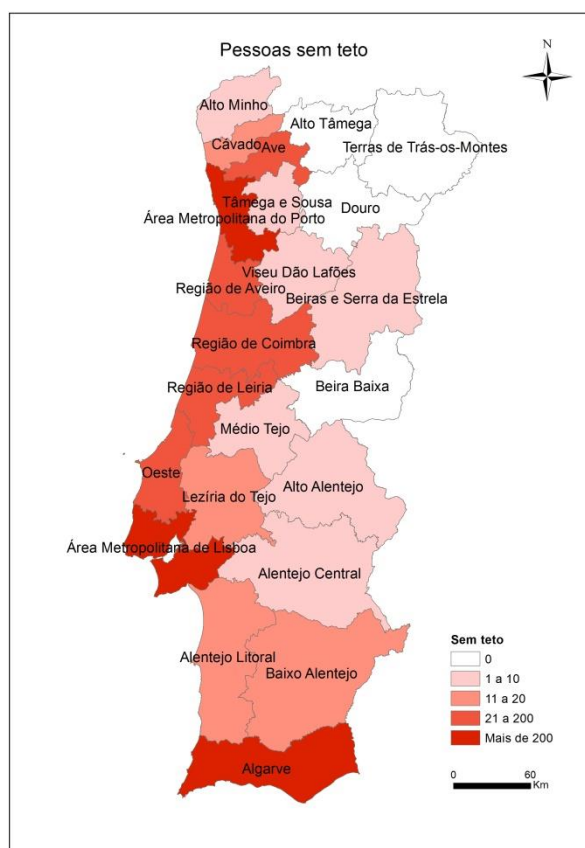 Pessoas sem teto
N
Alto Minho
Alto Tâmega
Cávado
Ave
Terras de Trás-os-Montes
Tâmega e Sousa
Douro
Área Metropolitana do Porto
Viseu Dão Lafões
Região de Aveiro
Beiras e Serra da Estrela
Região de Coimbra
Região de Leiria
Beira Baixa
Médio Tejo
Oeste
Lezíria do Tejo
Alto Alentejo
Área Metropolitana de Lisboa
Alentejo Central
Alentejo Litoral
Baixo Alentejo
Algarve
Sem teto
0
1 a 10
11 a 20
21 a 200
Mais de 200
0 60
Km